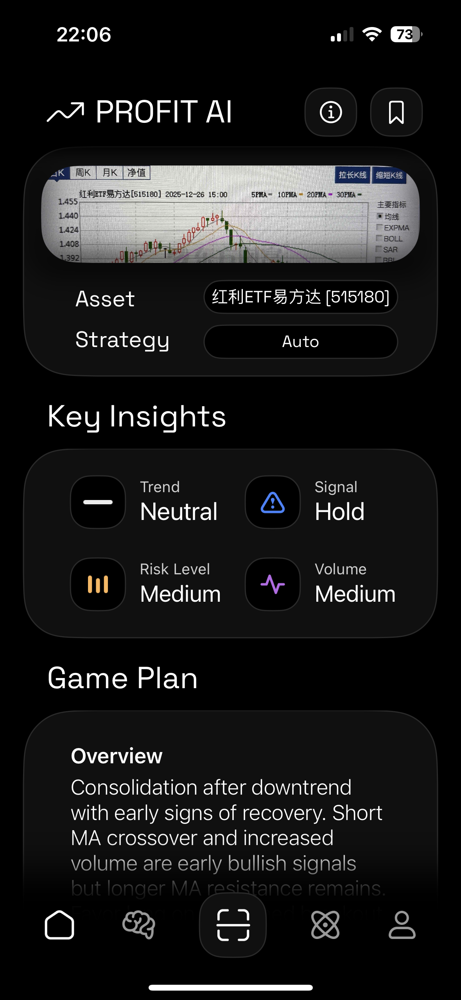 22:06
73
PROFIT AI
日K 周K 月K 净值 拉长K线 缩短K线
红利ETF易方达[515180] 2025-12-26 15:00 5PMA 10PMA 20PMA 30PMA
1.455
主要指标
1.440
均线
EXPMA
1.424
BOLL
1.408
SAR
1.392
Asset 红利ETF易方达 [515180]
Strategy Auto
Key Insights
Trend
Neutral
Signal
Hold
Risk Level
Medium
Volume
Medium
Game Plan
Overview
Consolidation after downtrend
with early signs of recovery. Short
MA crossover and increased
volume are early bullish signals
but longer MA resistance remains.